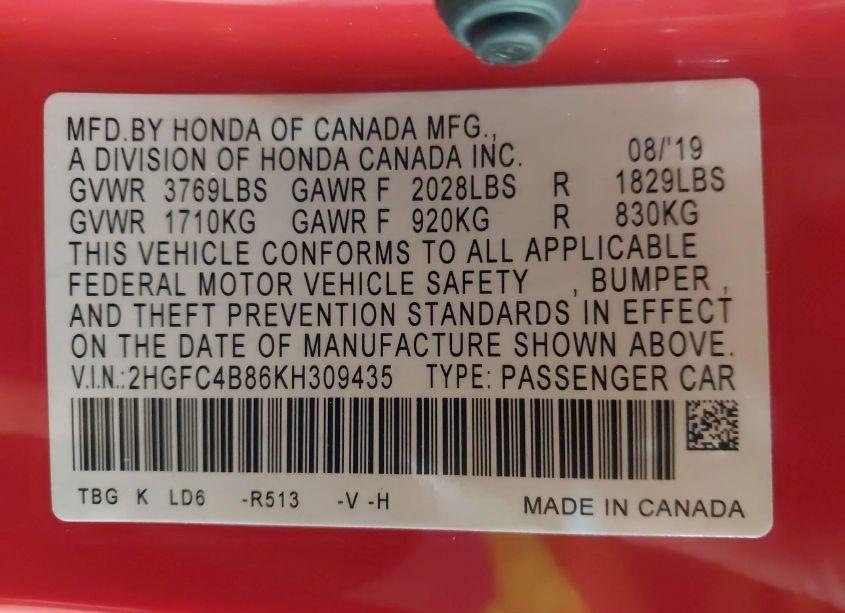 MFD.BY HONDA OF CANADA MFG.,
A DIVISION OF HONDA CANADA INC. 08/'19
GVWR 3769LBS GAWR F 2028LBS R 1829LBS
GVWR 1710KG GAWR F 920KG R 830KG
THIS VEHICLE CONFORMS TO ALL APPLICABLE
FEDERAL MOTOR VEHICLE SAFETY , BUMPER ,
AND THEFT PREVENTION STANDARDS IN EFFECT
ON THE DATE OF MANUFACTURE SHOWN ABOVE.
V.I.N.:2HGFC4B86KH309435 TYPE: PASSENGER CAR
TBG K LD6 -R513 -V -H MADE IN CANADA